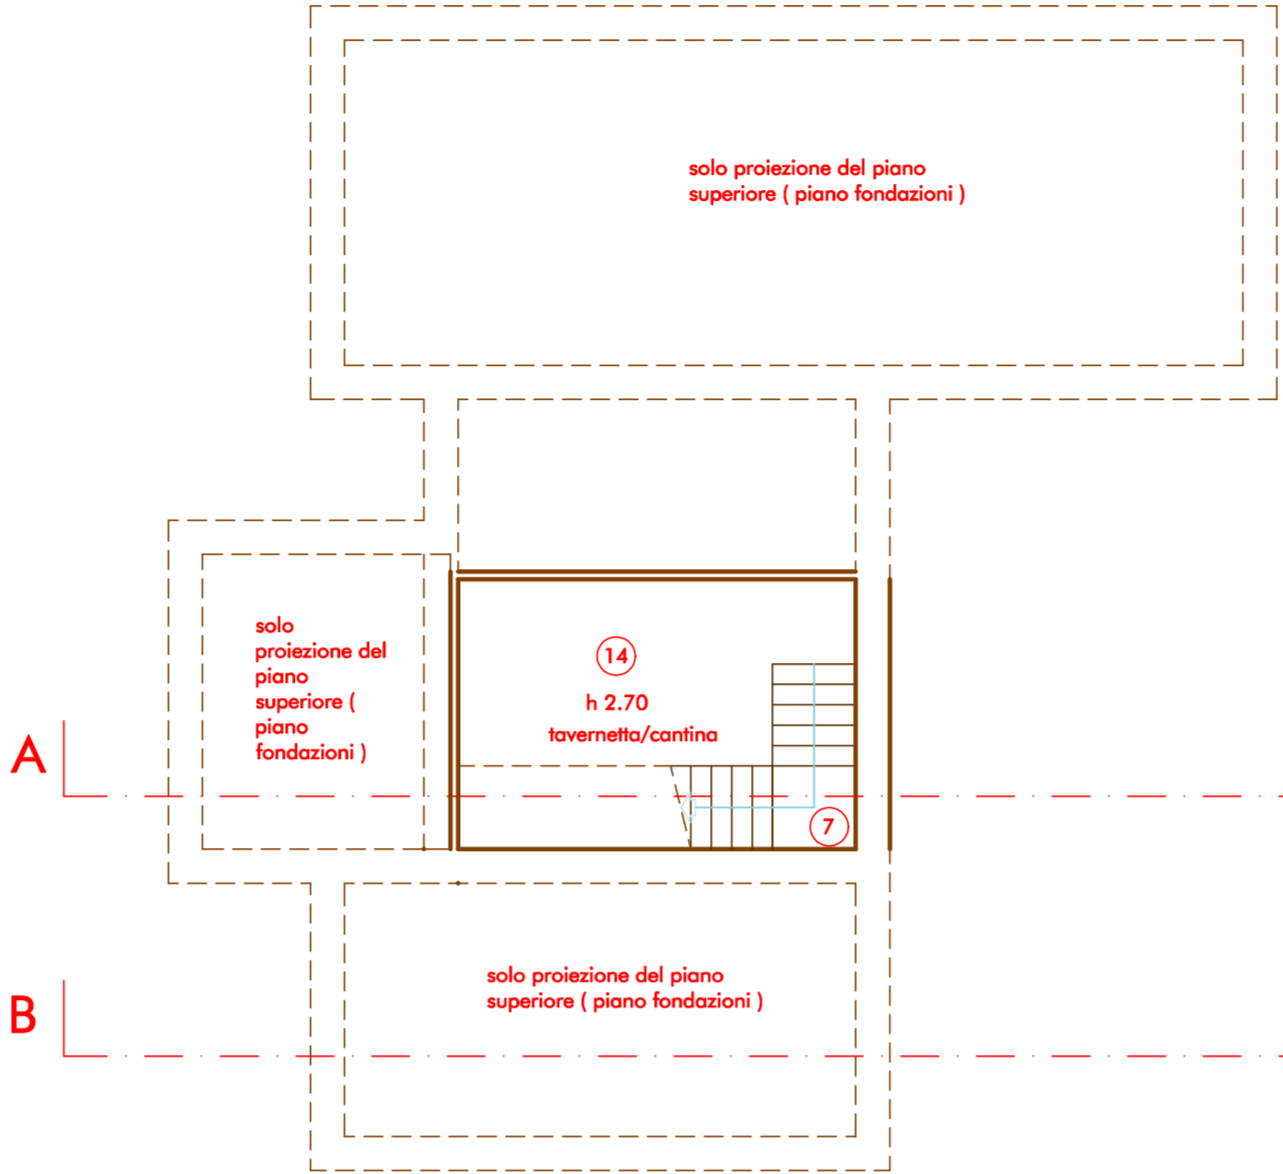 solo proiezione del piano
superiore ( piano fondazioni )
solo
proiezione del
piano
superiore (
piano
fondazioni )
14
h 2.70
tavernetta/cantina
A
7
solo proiezione del piano
superiore ( piano fondazioni )
B